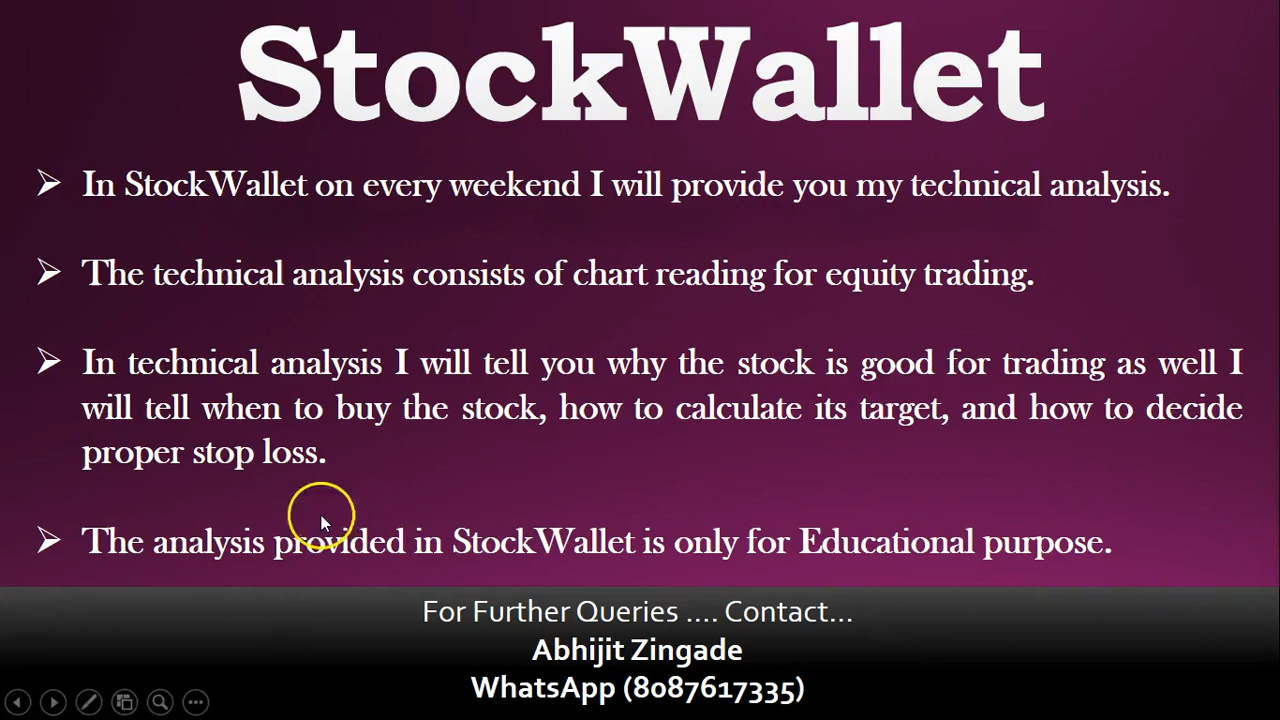 StockWallet
In StockWallet on every weekend I will provide you my technical analysis.
The technical analysis consists of chart reading for equity trading.
In technical analysis I will tell you why the stock is good for trading as well I
will tell when to buy the stock, how to calculate its target, and how to decide
proper stop loss.
The analysis provided in StockWallet is only for Educational purpose.
For Further Queries .... Contact...
Abhijit Zingade
WhatsApp (8087617335)